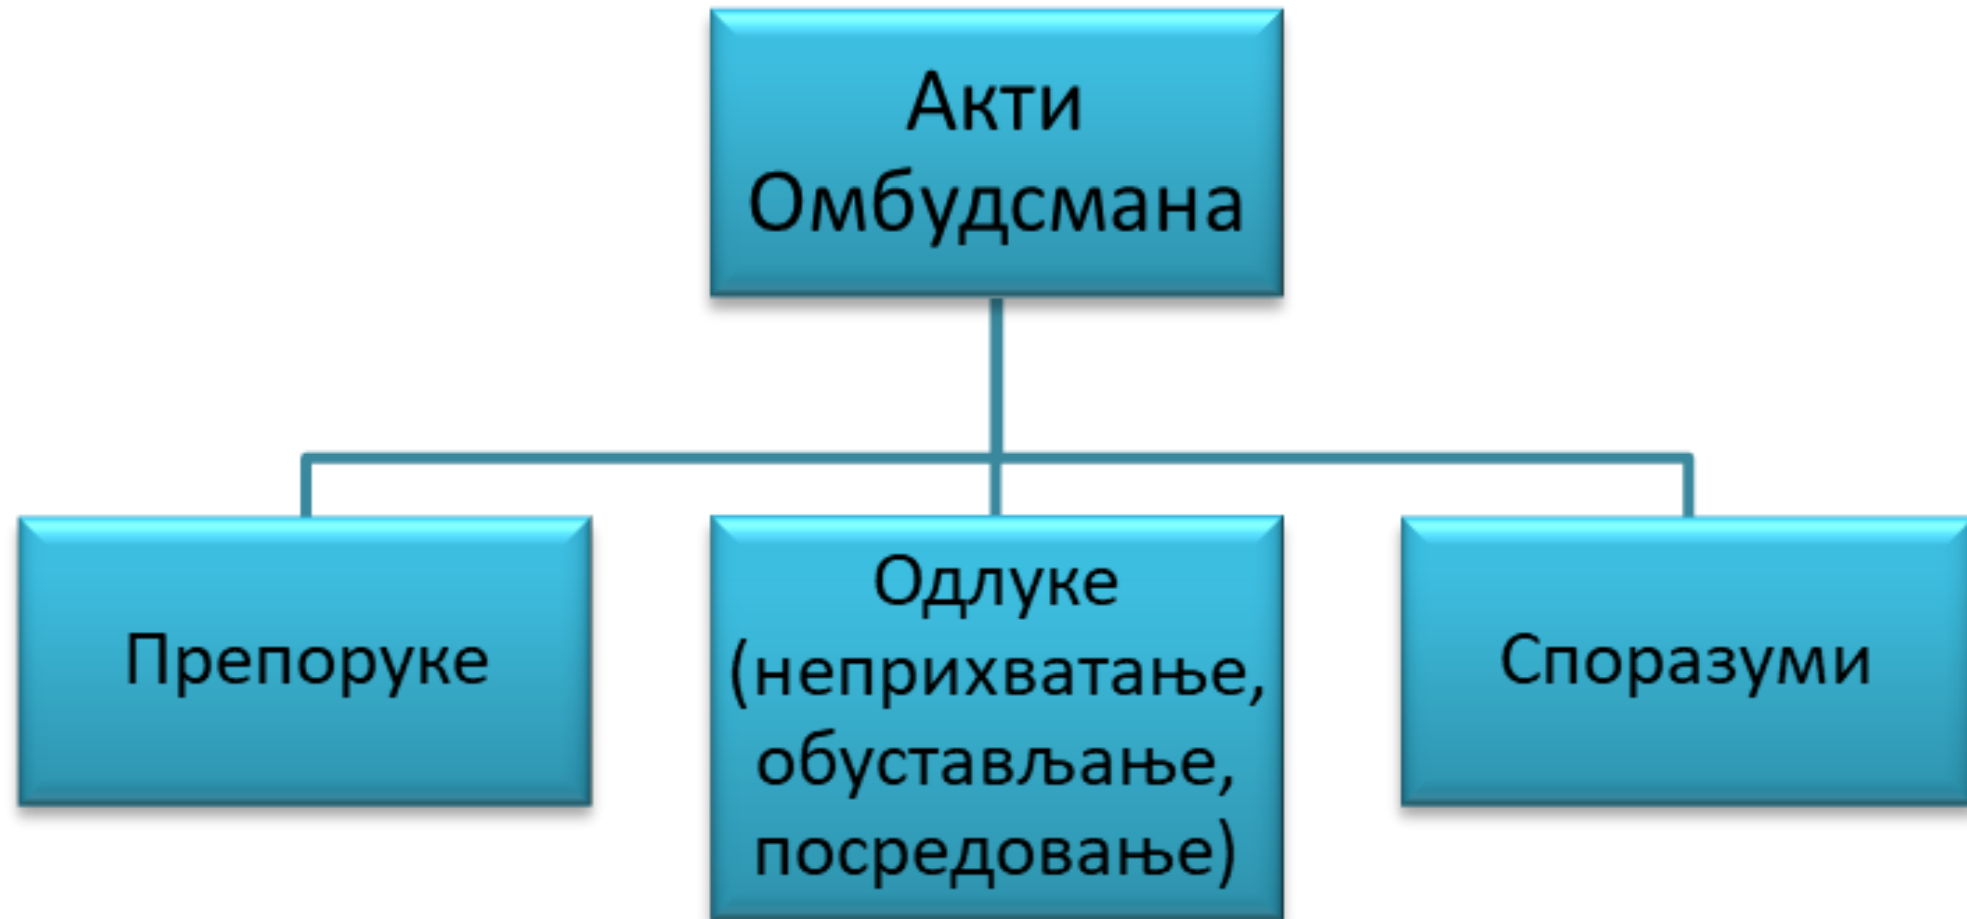 Акти
Омбудсмана
Препоруке
Одлуке
(неприхватање,
обустављање,
посредовање)
Споразуми